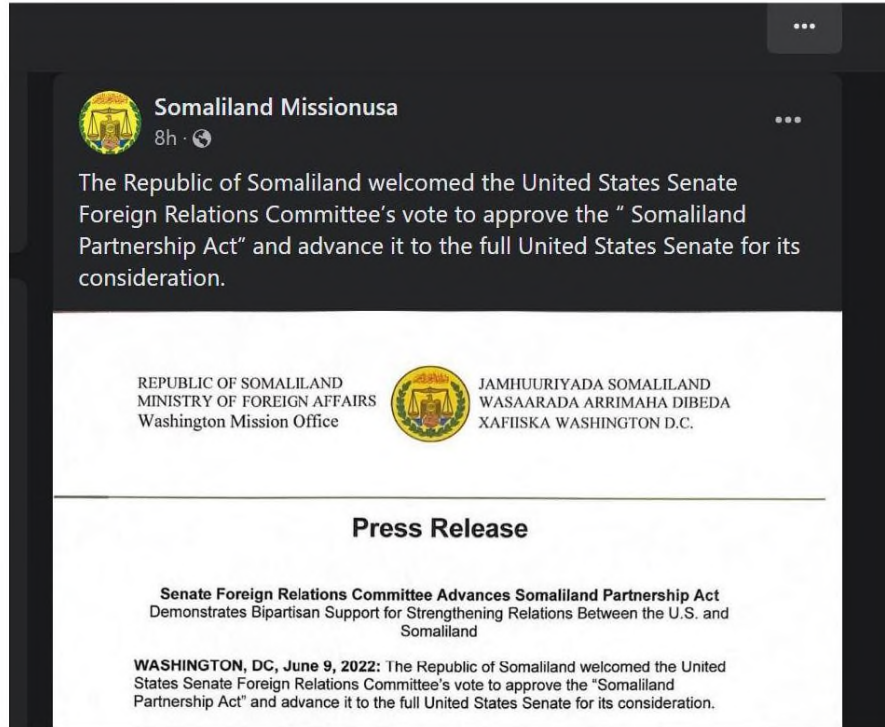 Somaliland Missionusa
8h ·
The Republic of Somaliland welcomed the United States Senate
Foreign Relations Committee's vote to approve the “ Somaliland
Partnership Act” and advance it to the full United States Senate for its
consideration.
REPUBLIC OF SOMALILAND
MINISTRY OF FOREIGN AFFAIRS
Washington Mission Office
JAMHUURIYADA SOMALILAND
WASAARADA ARRIMAHA DIBEDA
XAFIISKA WASHINGTON D.C.
Press Release
Senate Foreign Relations Committee Advances Somaliland Partnership Act
Demonstrates Bipartisan Support for Strengthening Relations Between the U.S. and
Somaliland
WASHINGTON, DC, June 9, 2022: The Republic of Somaliland welcomed the United
States Senate Foreign Relations Committee's vote to approve the “Somaliland
Partnership Act” and advance it to the full United States Senate for its consideration.